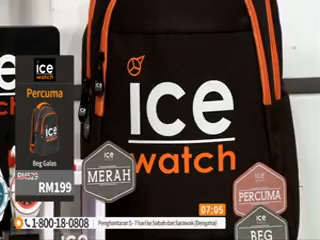 ice
watch
Percuma
Beg Galas
RM529
RM199
ice
watch
ice
MERAH
ice
PERCUMA
ice
BEG
07:05
1-800-18-0808
Penghantaran 5 - 7 hari ke Sabah dan Sarawak
ice